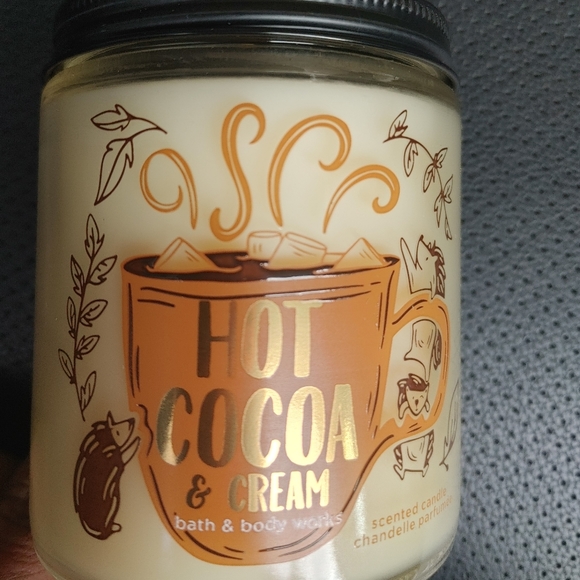 HOT
COCOA
& CREAM
bath & body works
scented candle
chandelle parfumée